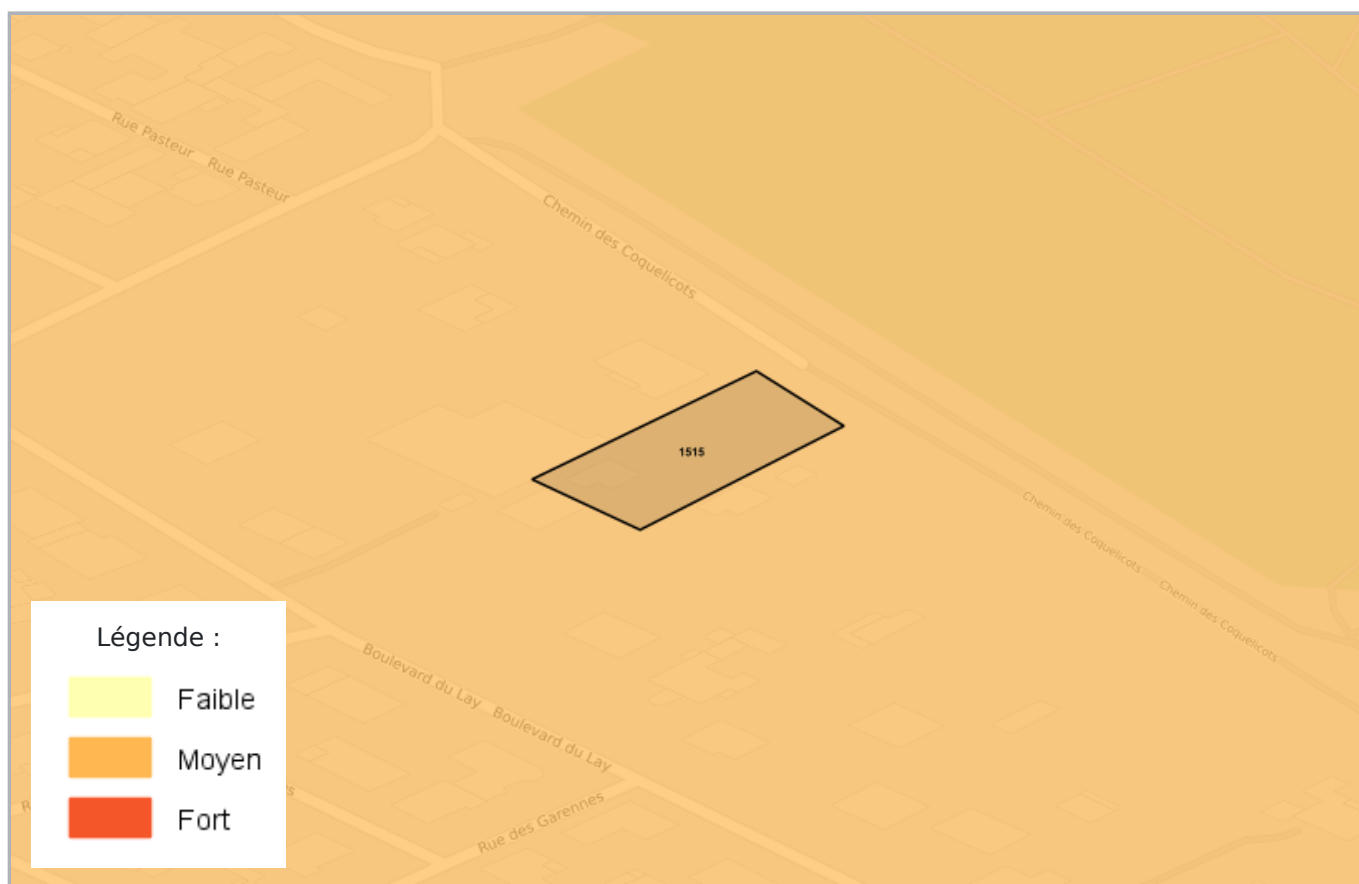 Rue Pasteur
Rue Pasteur
Chemin des Coquelicots
1515
Chemin des Coquelicots
Chemin des Coquelicots
Légende :
Faible
Moyen
Fort
Boulevard du Lay
Boulevard du Lay
Rue des Garennes